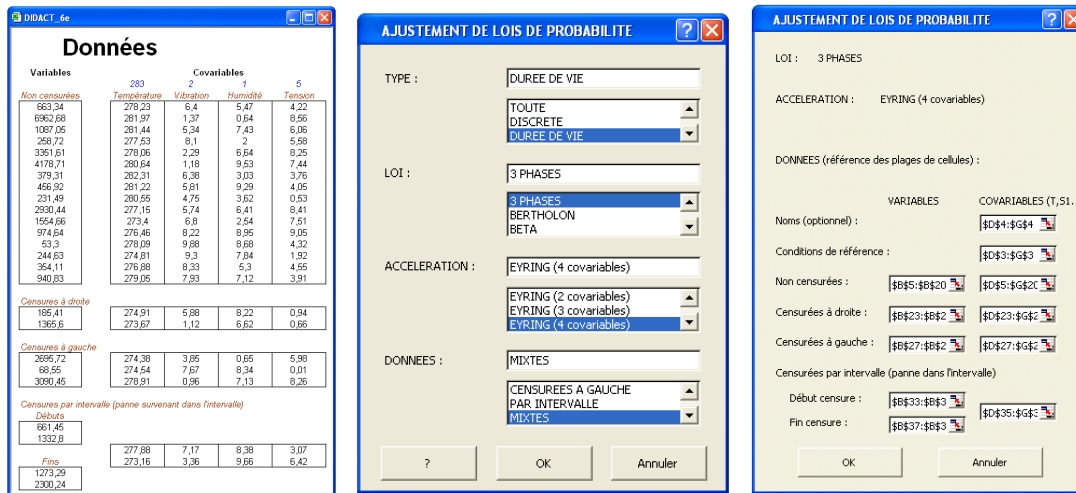 DIDACT_6e
Données
Variables Covariables
283 2 1 5
Non censurées Température Vibration Humidité Tension
663,34 278,23 6,4 5,47 4,22
6962,68 281,97 1,37 0,64 8,56
1087,05 281,44 5,34 7,43 6,06
258,72 277,53 8,1 2 5,58
3351,61 278,06 2,29 6,64 8,25
4178,71 280,64 1,18 9,53 7,44
379,31 282,31 6,38 3,03 3,76
456,92 281,22 5,81 9,29 4,05
231,49 280,55 4,75 3,62 0,53
2930,44 277,15 5,74 6,41 8,41
1554,66 273,4 6,8 2,54 7,51
974,64 276,46 8,22 8,95 9,05
53,3 278,09 9,88 8,68 4,32
244,63 274,81 9,3 7,84 1,92
354,11 276,88 8,33 5,3 4,55
940,83 279,05 7,93 7,12 3,91
Censures à droite
185,41 274,91 5,88 8,22 0,94
1365,6 273,67 1,12 6,62 0,66
Censures à gauche
2695,72 274,38 3,85 0,65 5,98
68,55 274,54 7,67 8,34 0,01
3090,45 278,91 0,96 7,13 8,26
Censures par intervalle (panne survenant dans l'intervalle)
Débuts
661,45
1332,8
277,88 7,17 8,38 3,07
Fins 273,16 3,36 9,66 6,42
1273,29
2300,24
AJUSTEMENT DE LOIS DE PROBABILITE
TYPE : DUREE DE VIE
TOUTE
DISCRETE
DUREE DE VIE
LOI : 3 PHASES
3 PHASES
BERTHOLON
BETA
ACCELERATION : EYRING (4 covariables)
EYRING (2 covariables)
EYRING (3 covariables)
EYRING (4 covariables)
DONNEES : MIXTES
CENSUREES A GAUCHE
PAR INTERVALLE
MIXTES
? OK Annuler
AJUSTEMENT DE LOIS DE PROBABILITE
LOI : 3 PHASES
ACCELERATION : EYRING (4 covariables)
DONNEES (référence des plages de cellules) :
VARIABLES COVARIABLES (T,S1.
Noms (optionnel) : $D$4:$G$4
Conditions de référence : $D$3:$G$3
Non censurées : $B$5:$B$20 $D$5:$G$2C
Censurées à droite : $B$23:$B$2 $D$23:$G$2
Censurées à gauche : $B$27:$B$2 $D$27:$G$2
Censurées par intervalle (panne dans l'intervalle)
Début censure : $B$33:$B$3
$D$35:$G$3
Fin censure : $B$37:$B$3
OK Annuler